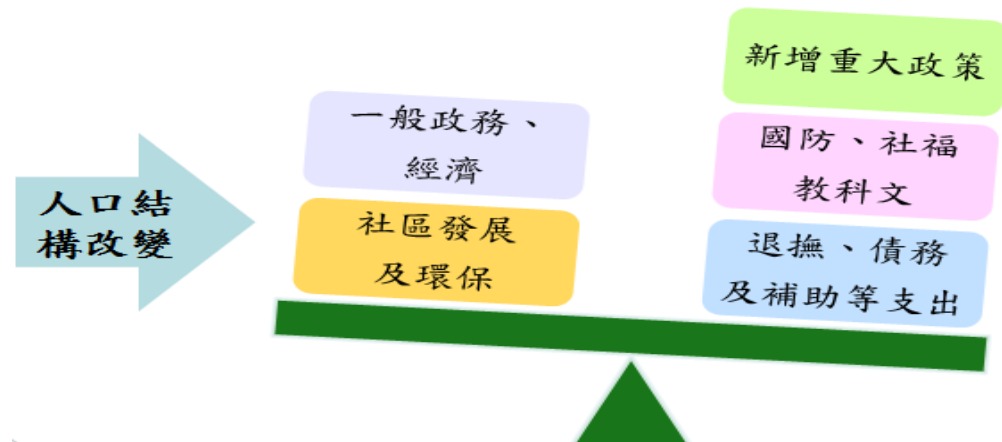 人口結
構改變
一般政務、
經濟
社區發展
及環保
新增重大政策
國防、社福
教科文
退撫、債務
及補助等支出